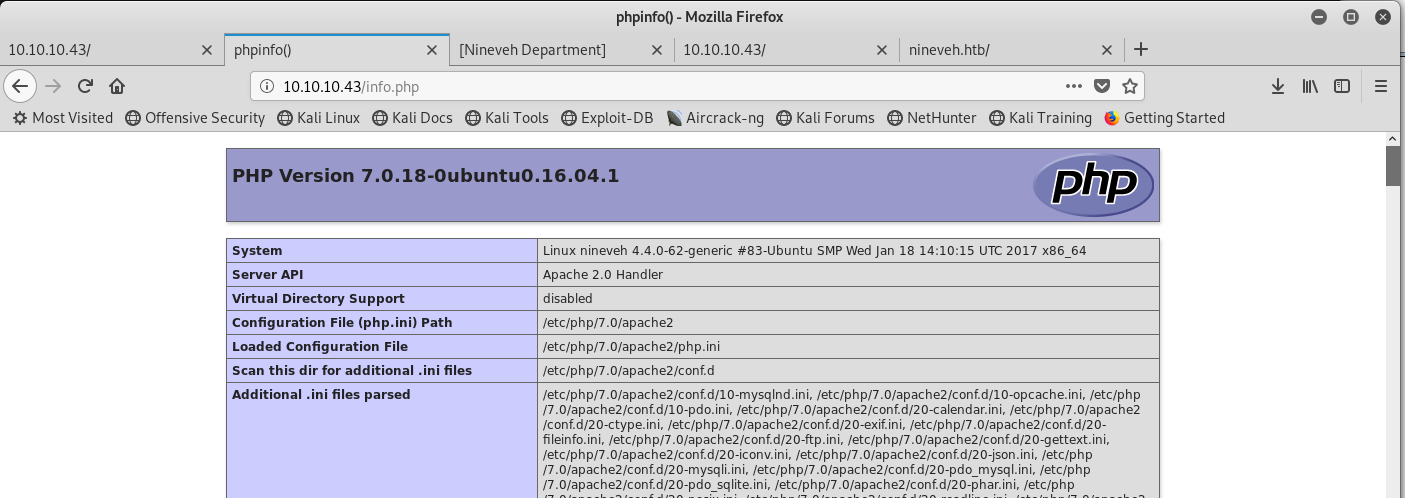 phpinfo() - Mozilla Firefox
10.10.10.43/ phpinfo() [Nineveh Department] 10.10.10.43/ nineveh.htb/
10.10.10.43/info.php
Most Visited Offensive Security Kali Linux Kali Docs Kali Tools Exploit-DB Aircrack-ng Kali Forums NetHunter Kali Training Getting Started
PHP Version 7.0.18-0ubuntu0.16.04.1 php
System Linux nineveh 4.4.0-62-generic #83-Ubuntu SMP Wed Jan 18 14:10:15 UTC 2017 x86_64
Server API Apache 2.0 Handler
Virtual Directory Support disabled
Configuration File (php.ini) Path /etc/php/7.0/apache2
Loaded Configuration File /etc/php/7.0/apache2/php.ini
Scan this dir for additional .ini files /etc/php/7.0/apache2/conf.d
Additional .ini files parsed /etc/php/7.0/apache2/conf.d/10-mysqlnd.ini, /etc/php/7.0/apache2/conf.d/10-opcache.ini, /etc/php
/7.0/apache2/conf.d/10-pdo.ini, /etc/php/7.0/apache2/conf.d/20-calendar.ini, /etc/php/7.0/apache2
/conf.d/20-ctype.ini, /etc/php/7.0/apache2/conf.d/20-exif.ini, /etc/php/7.0/apache2/conf.d/20-
fileinfo.ini, /etc/php/7.0/apache2/conf.d/20-ftp.ini, /etc/php/7.0/apache2/conf.d/20-gettext.ini,
/etc/php/7.0/apache2/conf.d/20-iconv.ini, /etc/php/7.0/apache2/conf.d/20-json.ini, /etc/php
/7.0/apache2/conf.d/20-mysqli.ini, /etc/php/7.0/apache2/conf.d/20-pdo_mysql.ini, /etc/php
/7.0/apache2/conf.d/20-pdo_sqlite.ini, /etc/php/7.0/apache2/conf.d/20-phar.ini, /etc/php